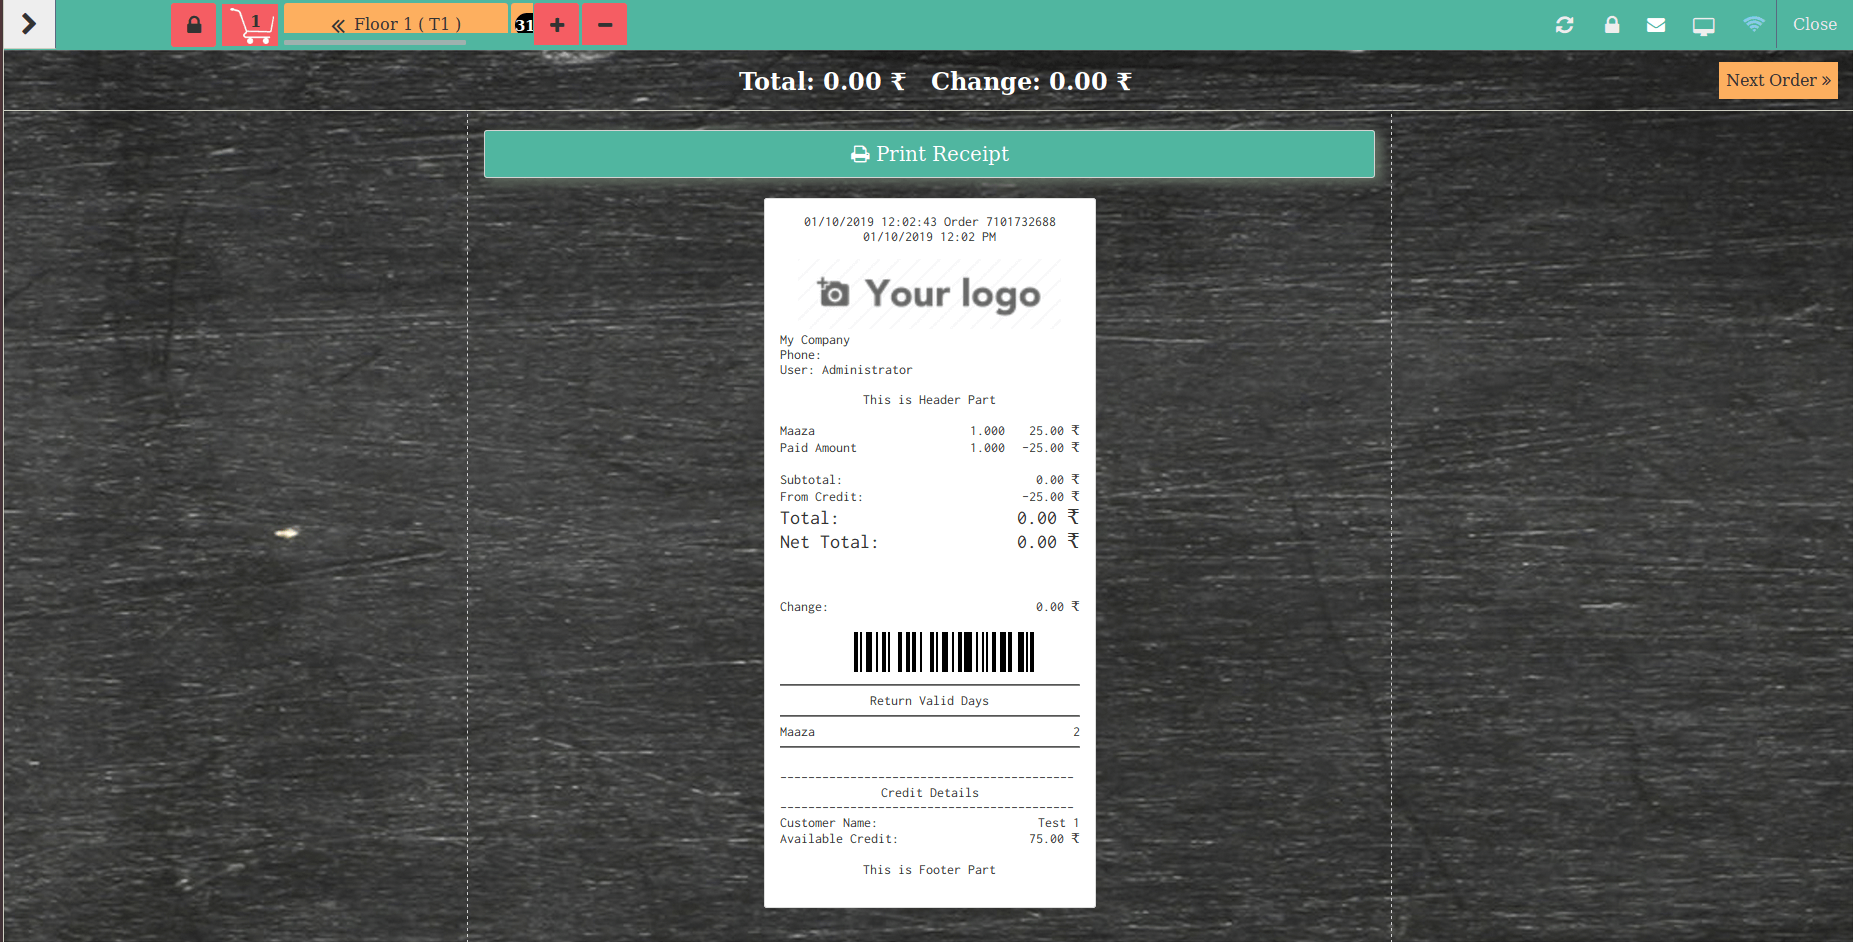 1
« Floor 1 ( T1 )
31
+
−
Close
Total: 0.00 ₹ Change: 0.00 ₹
Next Order »
Print Receipt
01/10/2019 12:02:43 Order 7101732688
01/10/2019 12:02 PM
Your logo
My Company
Phone:
User: Administrator
This is Header Part
Maaza 1.000 25.00 ₹
Paid Amount 1.000 -25.00 ₹
Subtotal: 0.00 ₹
From Credit: -25.00 ₹
Total: 0.00 ₹
Net Total: 0.00 ₹
Change: 0.00 ₹
Return Valid Days
Maaza 2
------------------------------------------
Credit Details
------------------------------------------
Customer Name: Test 1
Available Credit: 75.00 ₹
This is Footer Part